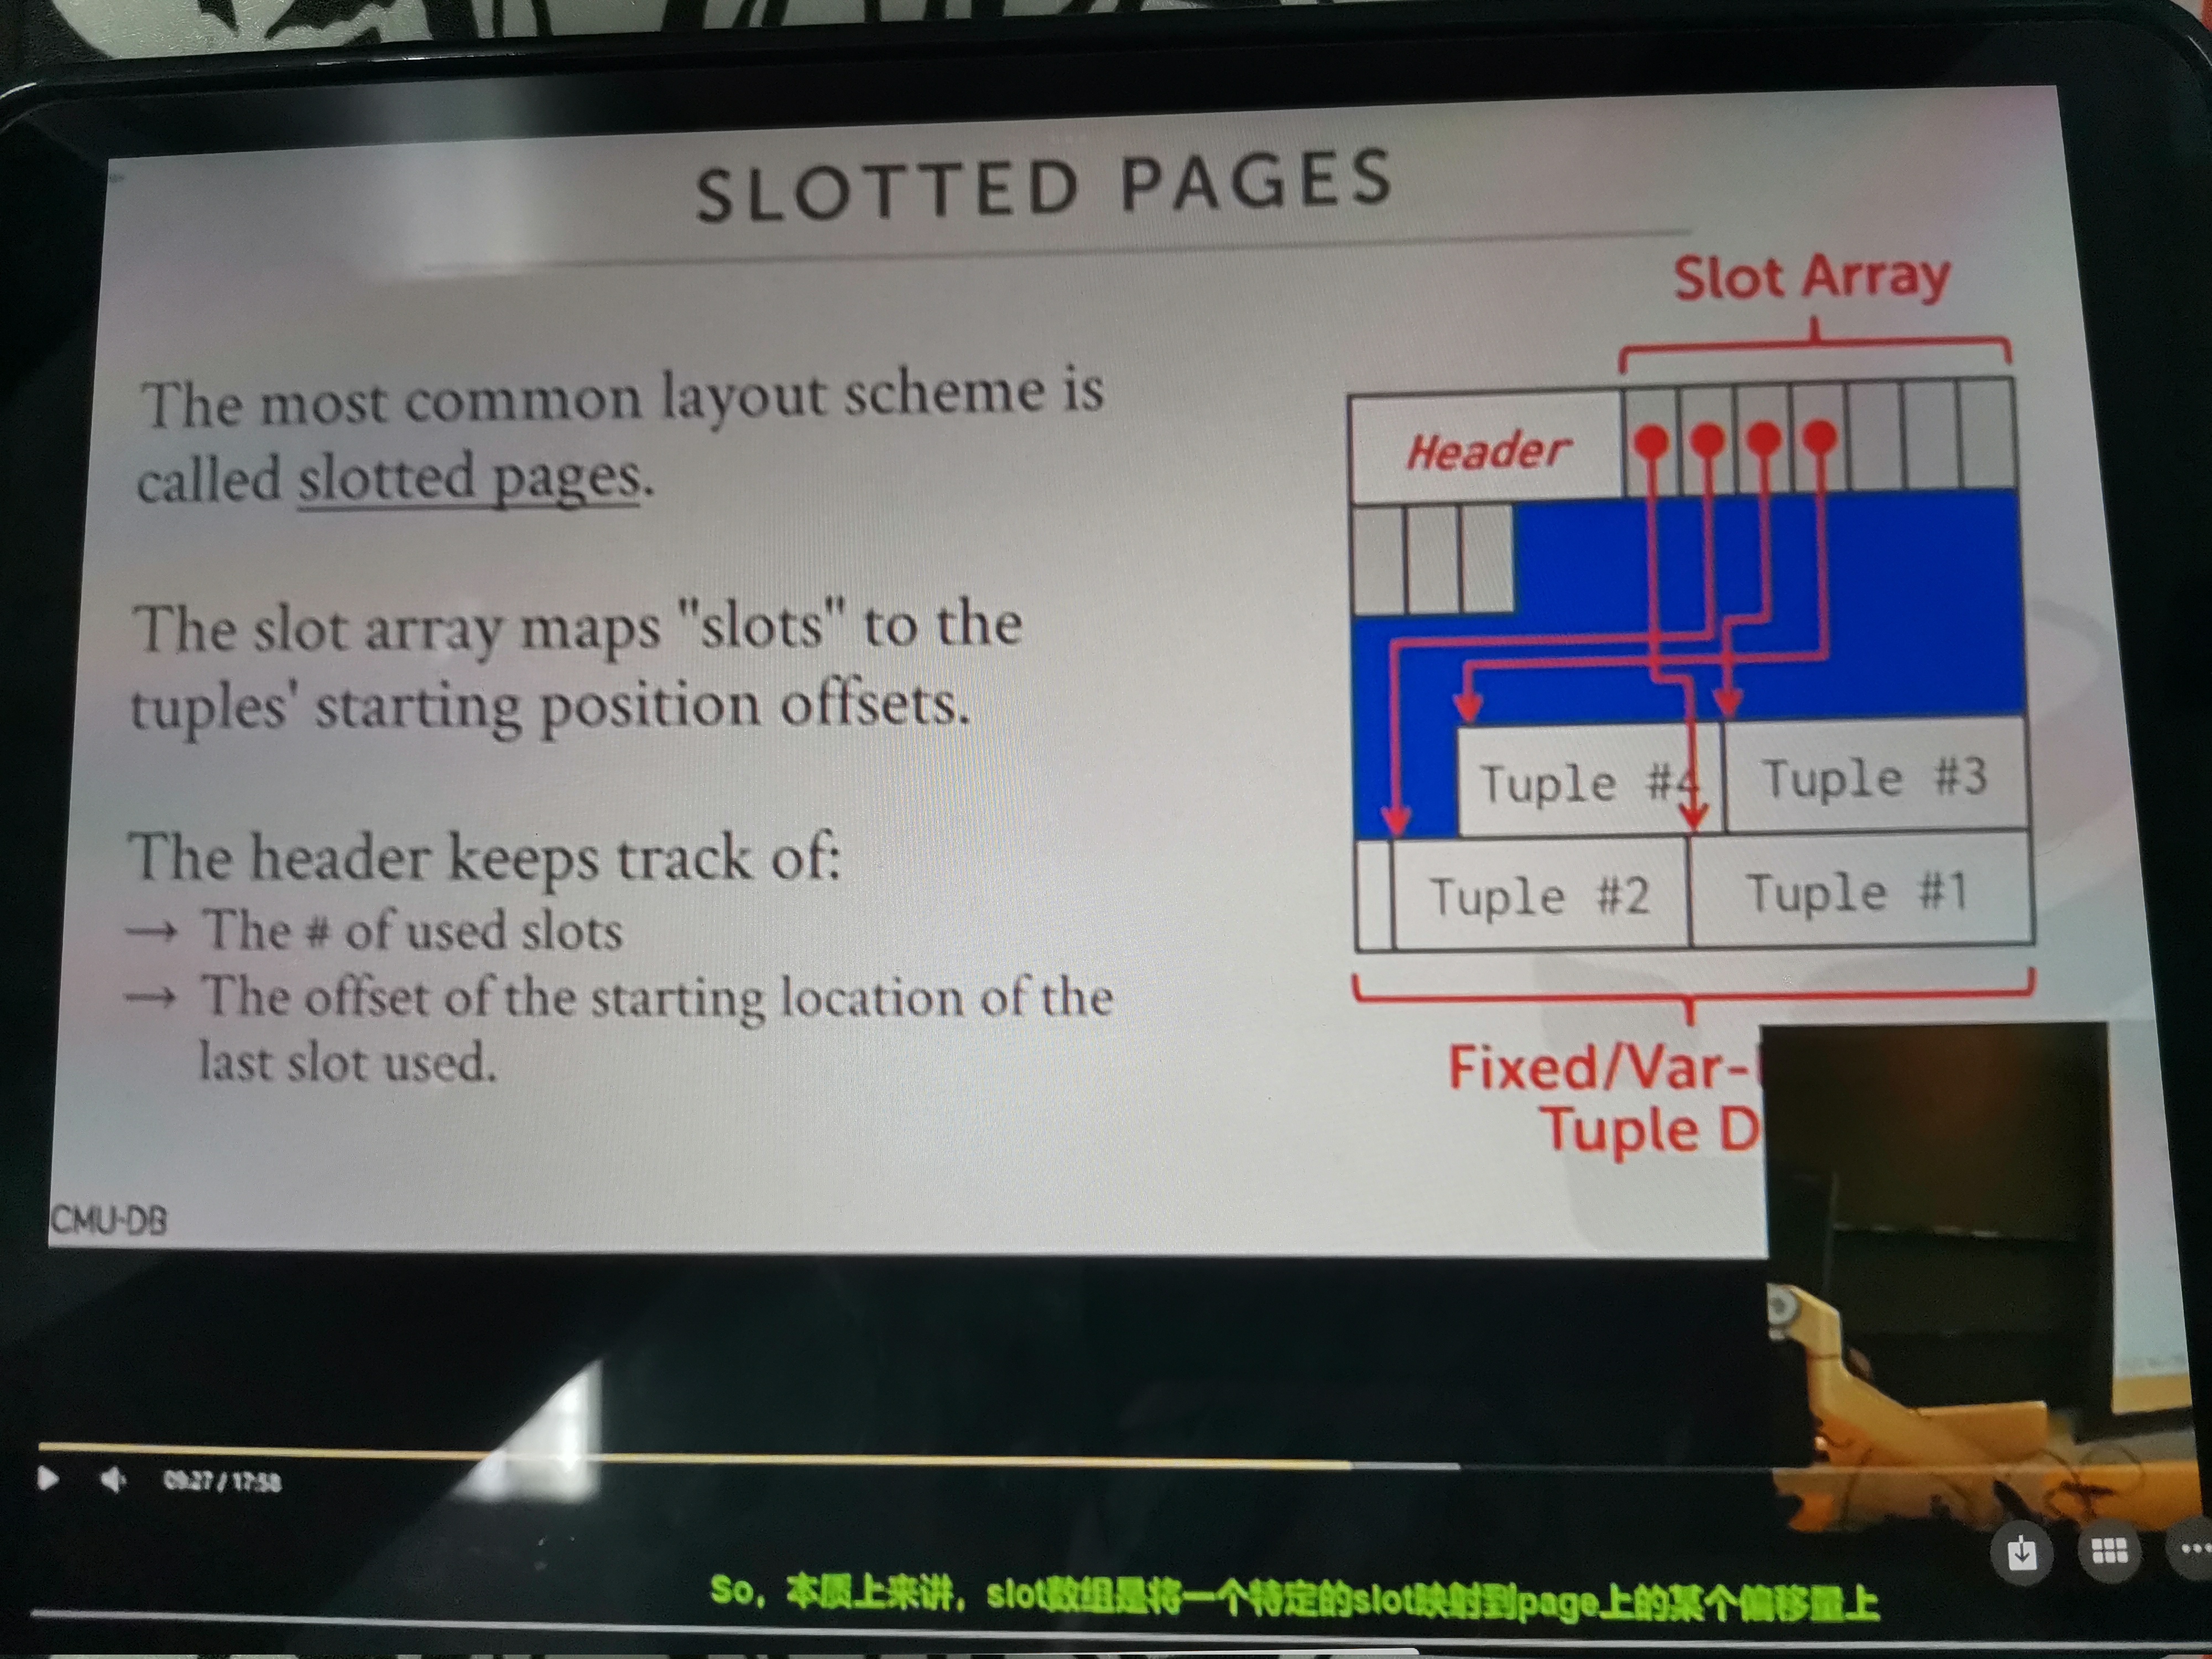 SLOTTED PAGES
The most common layout scheme is
called slotted pages.
The slot array maps "slots" to the
tuples' starting position offsets.
The header keeps track of:
→ The # of used slots
→ The offset of the starting location of the
last slot used.
Slot Array
Header
Tuple #4
Tuple #3
Tuple #2
Tuple #1
Fixed/Var-
Tuple D
CMU-DB
09:27 / 17:58
So，本质上来讲，slot数组是将一个特定的slot映射到page上的某个偏移量上